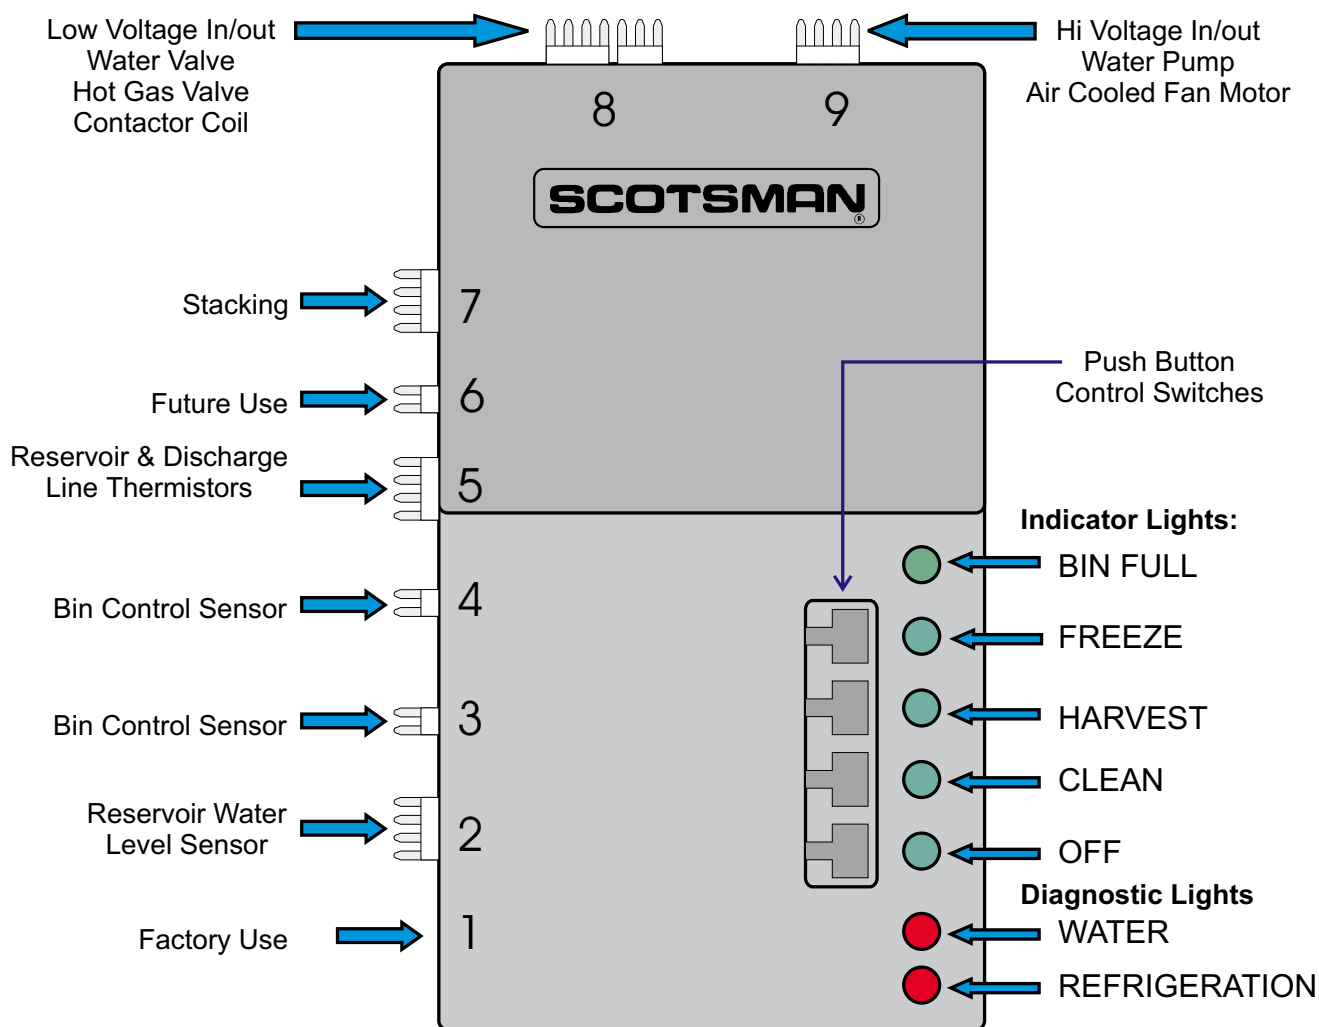 Low Voltage In/out
Water Valve
Hot Gas Valve
Contactor Coil
Hi Voltage In/out
Water Pump
Air Cooled Fan Motor
8
9
SCOTSMAN
®
Stacking
7
Future Use
6
Reservoir & Discharge
Line Thermistors
5
Push Button
Control Switches
Indicator Lights:
BIN FULL
Bin Control Sensor
4
FREEZE
Bin Control Sensor
3
HARVEST
CLEAN
Reservoir Water
Level Sensor
2
OFF
Diagnostic Lights
WATER
Factory Use
1
REFRIGERATION